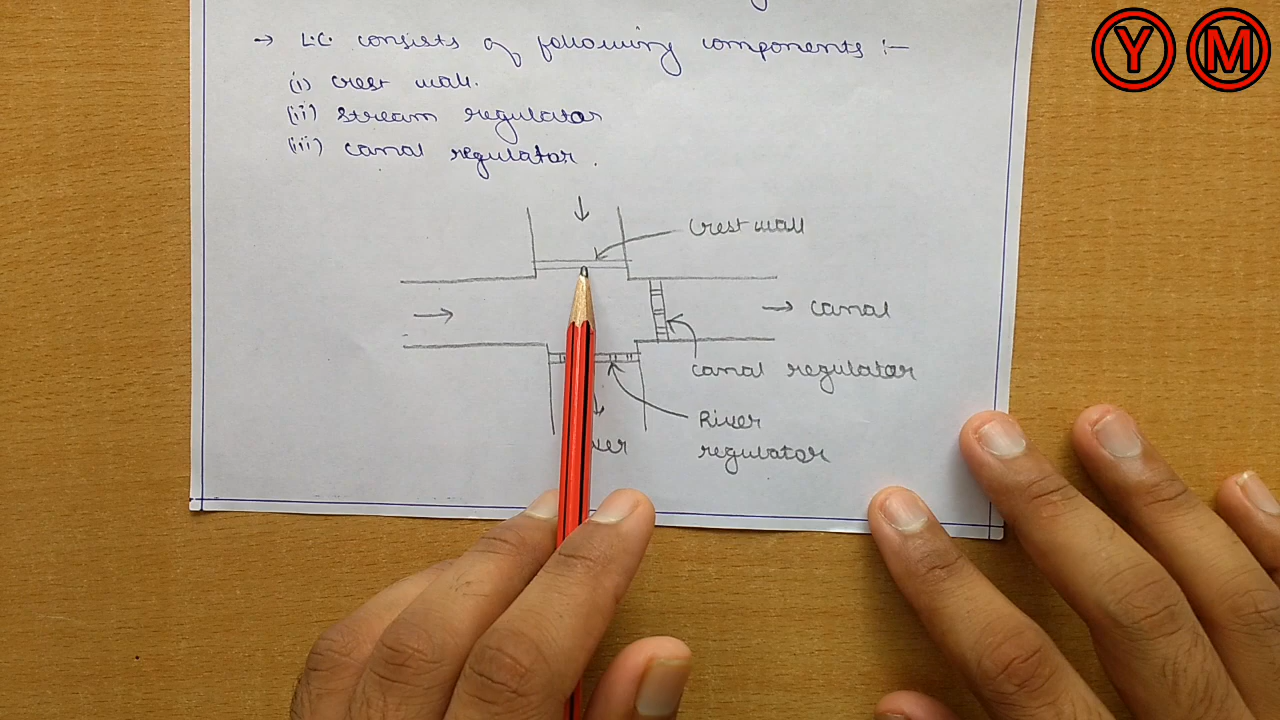 → L.C. consists of following components :-
(i) crest wall.
(ii) stream regulator
(iii) canal regulator.
crest wall
→ canal
canal regulator
River
regulator
Y M